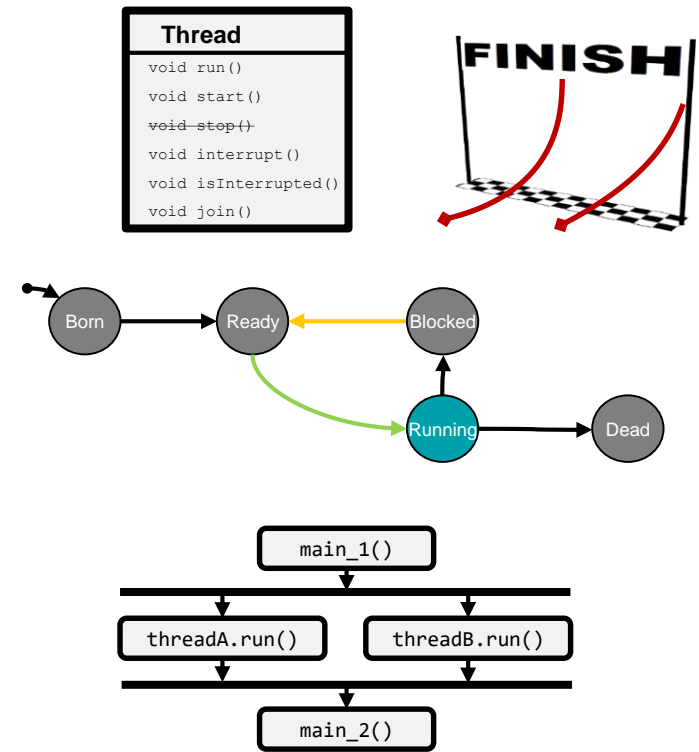 Thread
void run()
void start()
void stop()
void interrupt()
void isInterrupted()
void join()
FINISH
Born
Ready
Blocked
Running
Dead
main_1()
threadA.run()
threadB.run()
main_2()